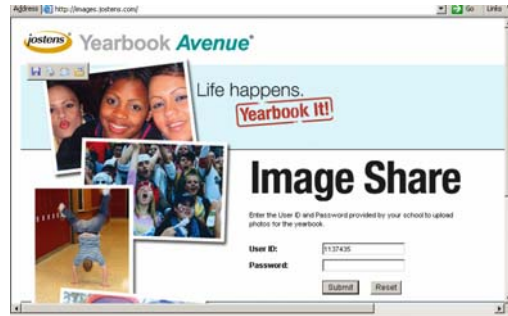 Address http://images.jostens.com/ Go Links
jostens Yearbook Avenue®
Life happens.
Yearbook It!
Image Share
Enter the User ID and Password provided by your school to upload
photos for the yearbook.
User ID: 1137435
Password:
Submit Reset